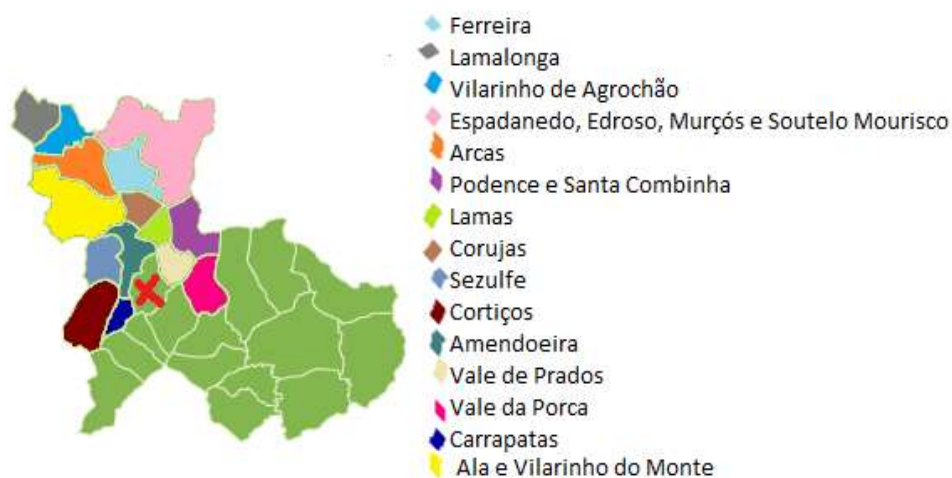 Ferreira
Lamalonga
Vilarinho de Agrochão
Espadanedo, Edroso, Murçós e Soutelo Mourisco
Arcas
Podence e Santa Combinha
Lamas
Corujas
Sezulfe
Cortiços
Amendoeira
Vale de Prados
Vale da Porca
Carrapatas
Ala e Vilarinho do Monte